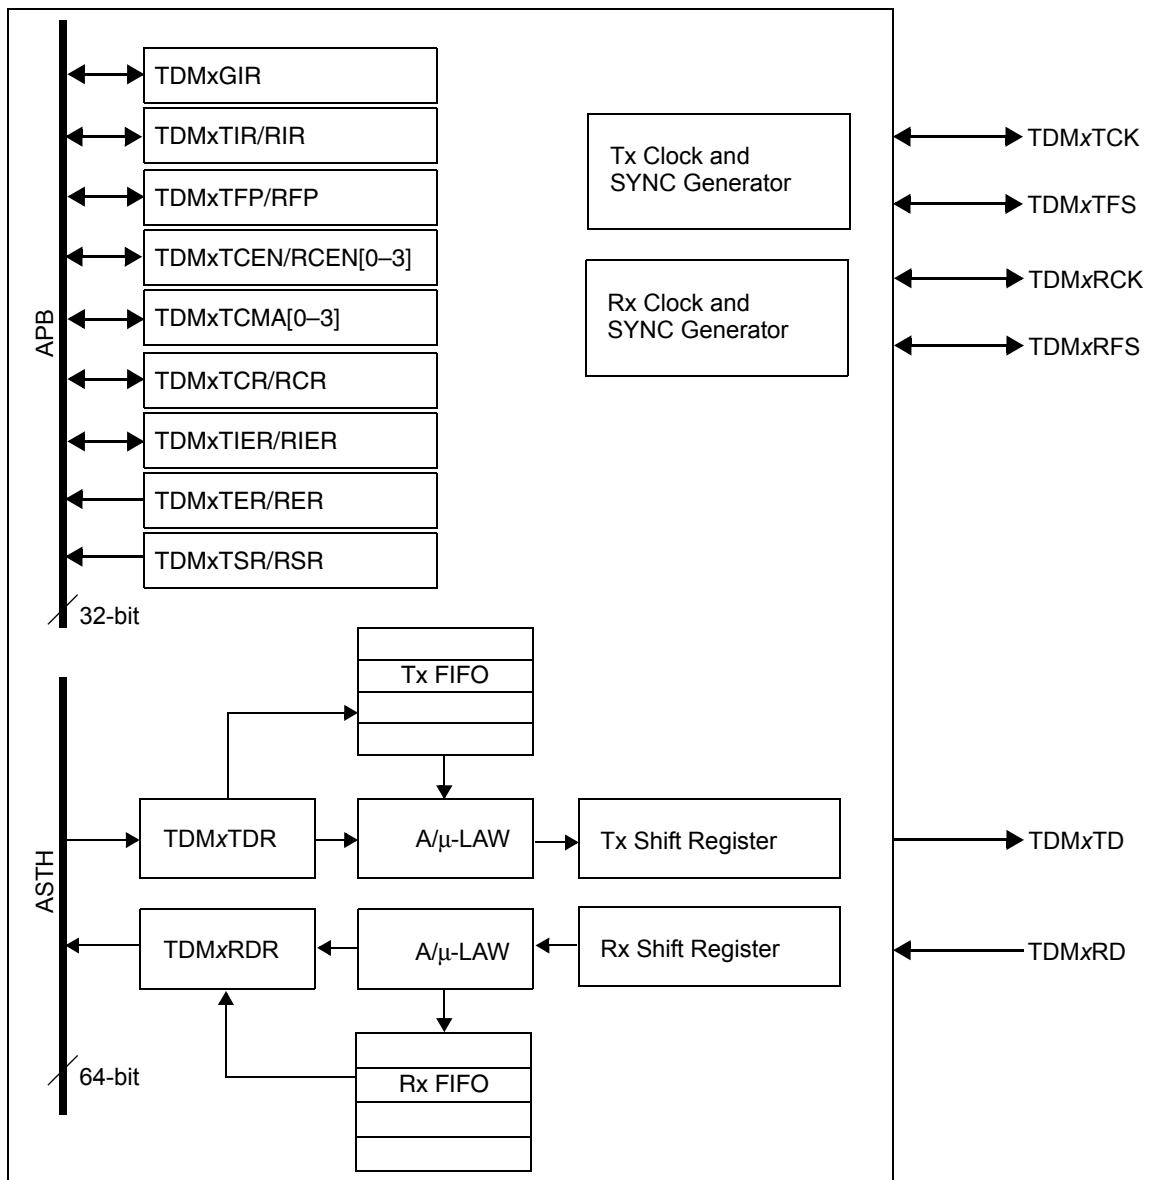 TDMxGIR
TDMxTIR/RIR
TDMxTFP/RFP
TDMxTCEN/RCEN[0–3]
TDMxTCMA[0–3]
TDMxTCR/RCR
TDMxTIER/RIER
TDMxTER/RER
TDMxTSR/RSR
APB
32-bit
Tx Clock and
SYNC Generator
Rx Clock and
SYNC Generator
TDMxTCK
TDMxTFS
TDMxRCK
TDMxRFS
Tx FIFO
ASTH
TDMxTDR
A/μ-LAW
Tx Shift Register
TDMxTD
TDMxRDR
A/μ-LAW
Rx Shift Register
TDMxRD
64-bit
Rx FIFO